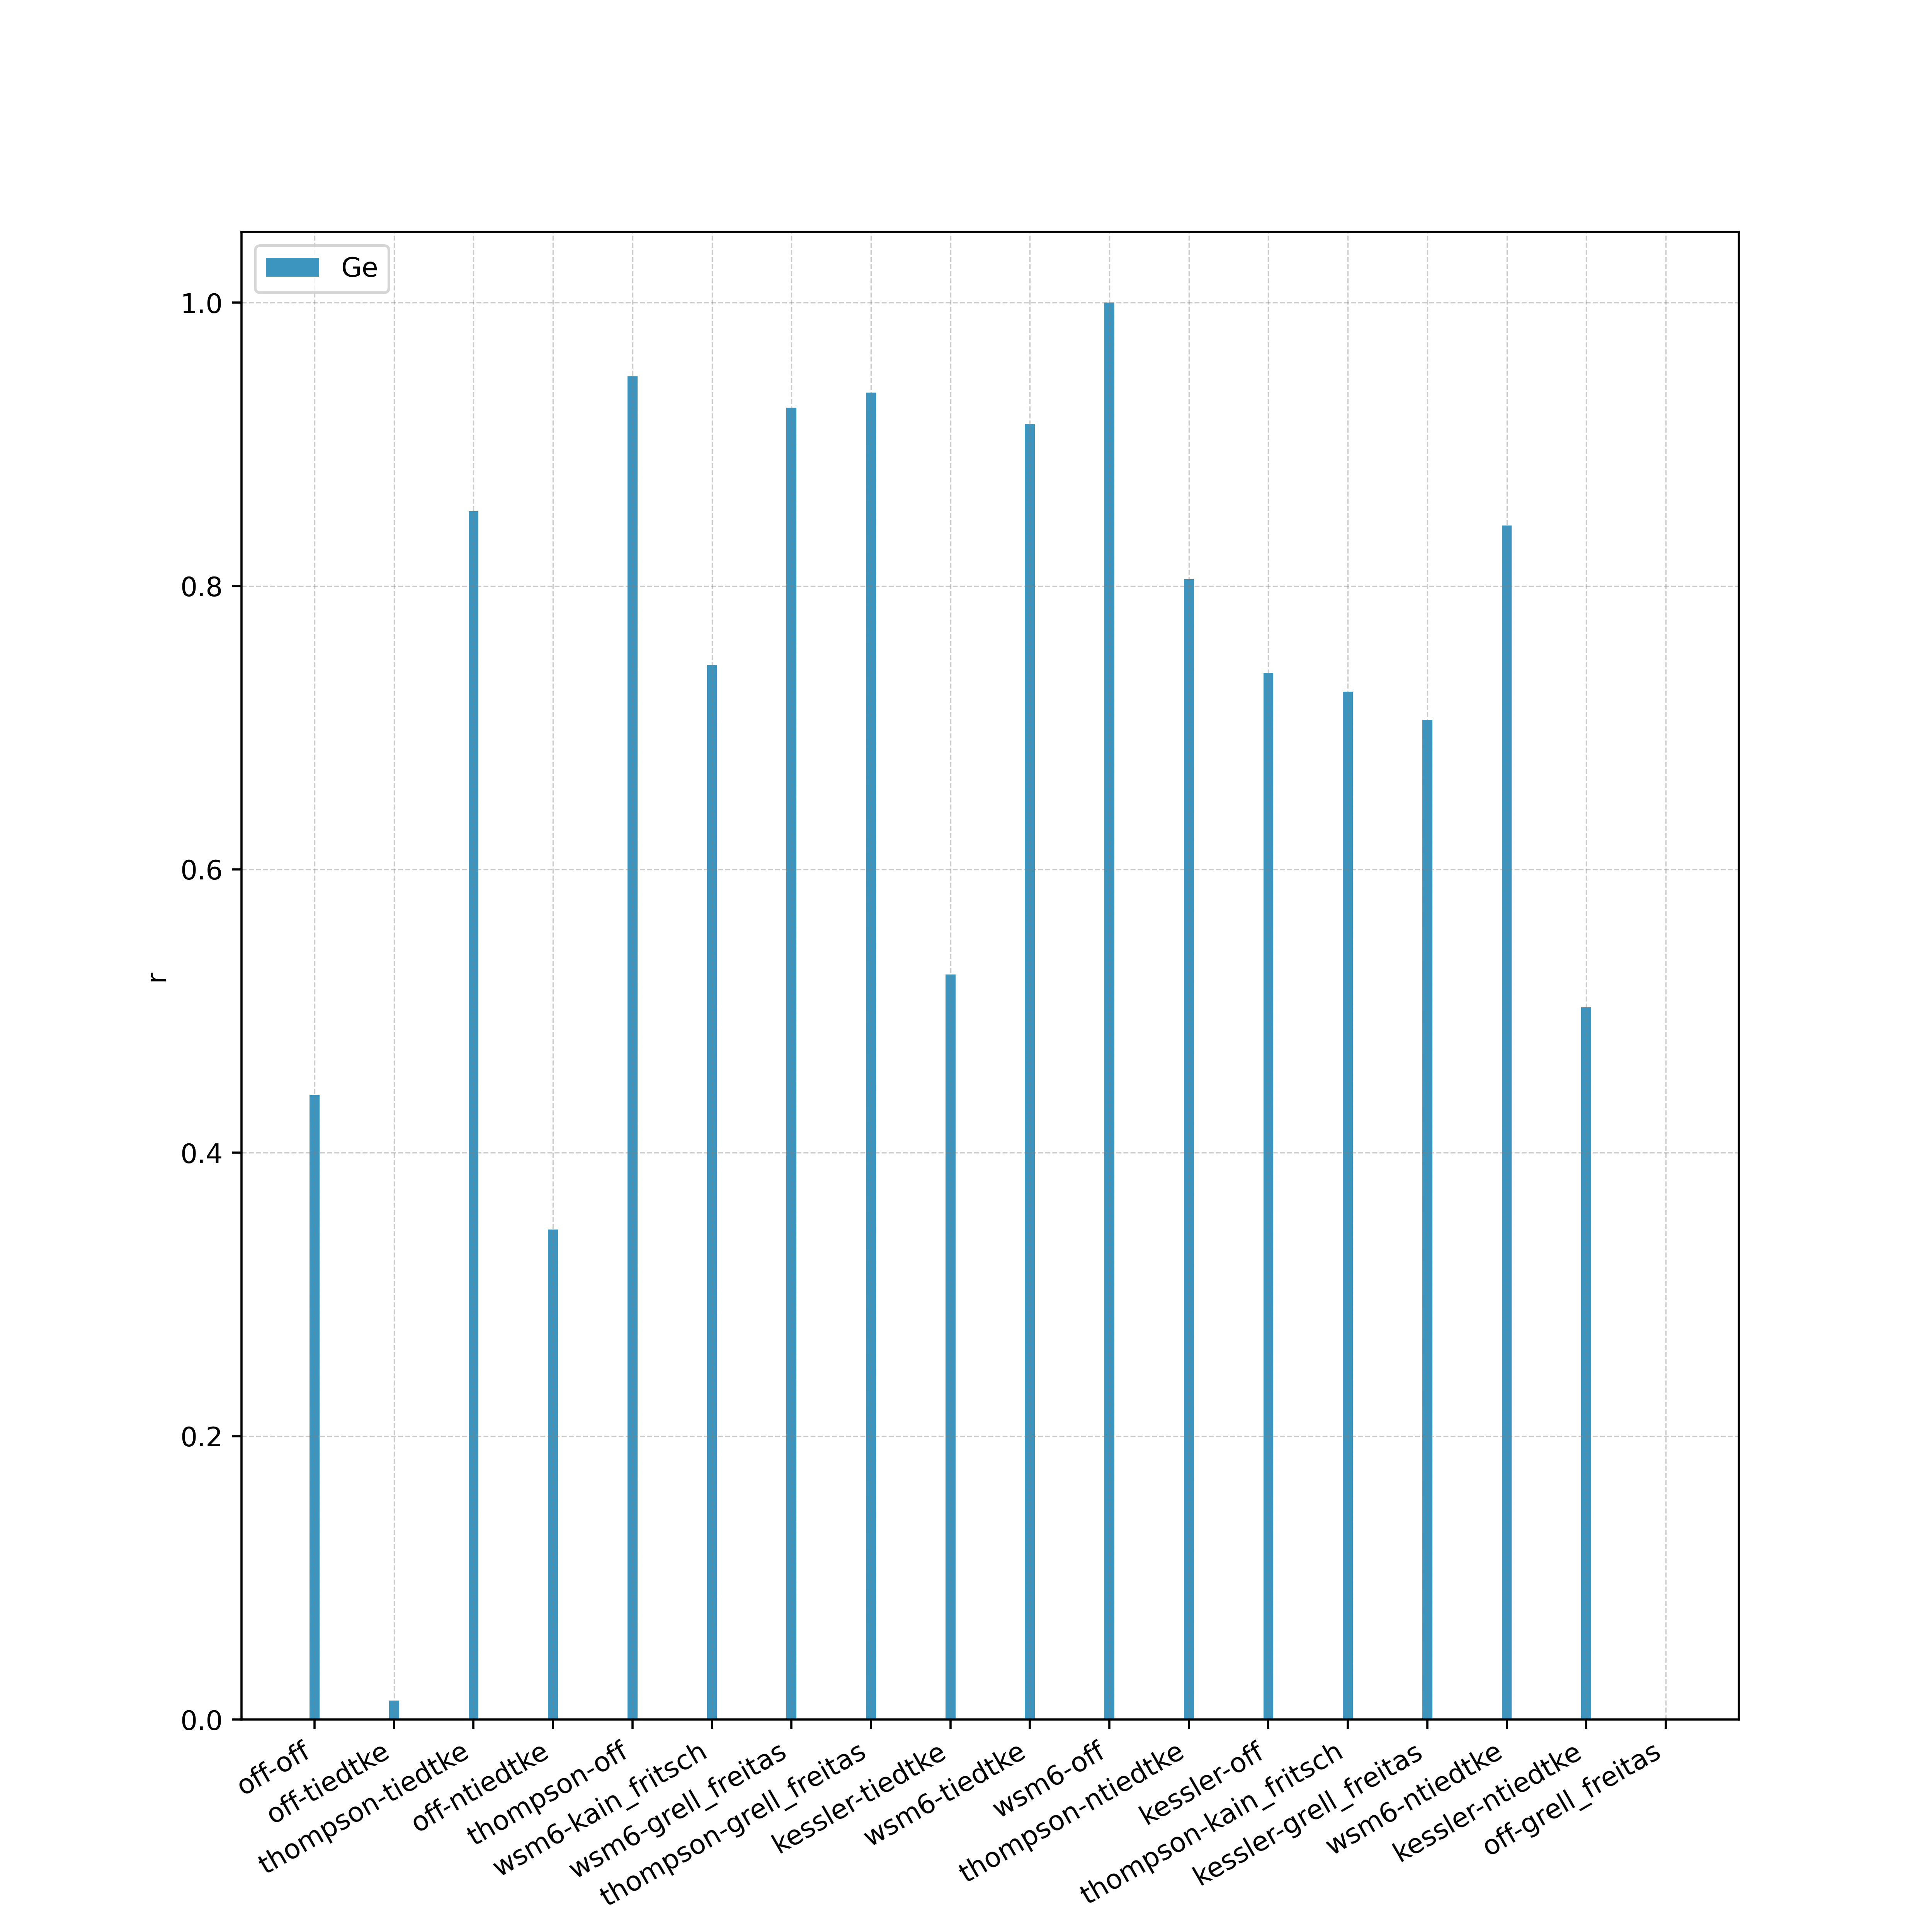 Ge
1.0
0.8
0.6
0.4
0.2
0.0
r
off-off
off-tiedtke
thompson-tiedtke
off-ntiedtke
thompson-off
wsm6-kain_fritsch
wsm6-grell_freitas
thompson-grell_freitas
kessler-tiedtke
wsm6-tiedtke
wsm6-off
thompson-ntiedtke
kessler-off
thompson-kain_fritsch
kessler-grell_freitas
wsm6-ntiedtke
kessler-ntiedtke
off-grell_freitas